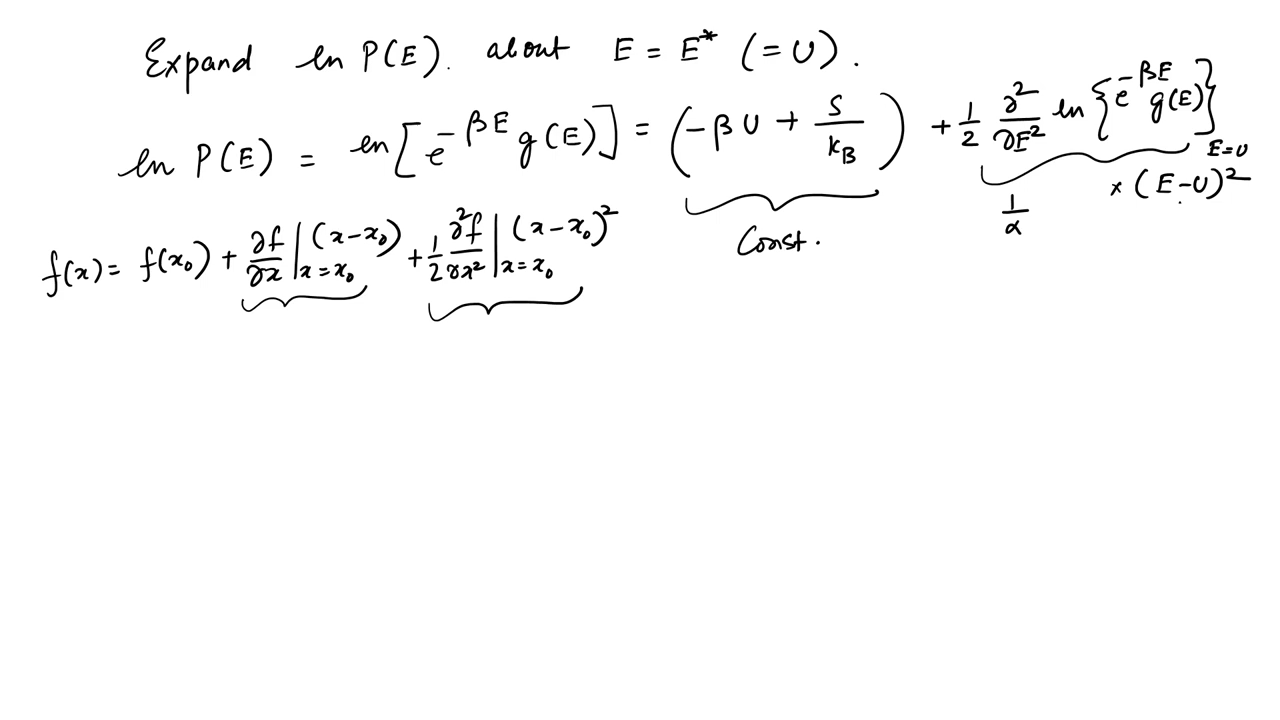 Expand ln P(E). about E = E* (= U).
ln P(E) = ln[e^{-βE} g(E)] = (-βU + S/k_B) + 1/2 ∂²/∂E² ln{e^{-βE} g(E)}_{E=U}
× (E-U)²
1/α
Const.
f(x) = f(x₀) + ∂f/∂x|_{x=x₀} (x-x₀) + 1/2 ∂²f/∂x²|_{x=x₀} (x-x₀)²